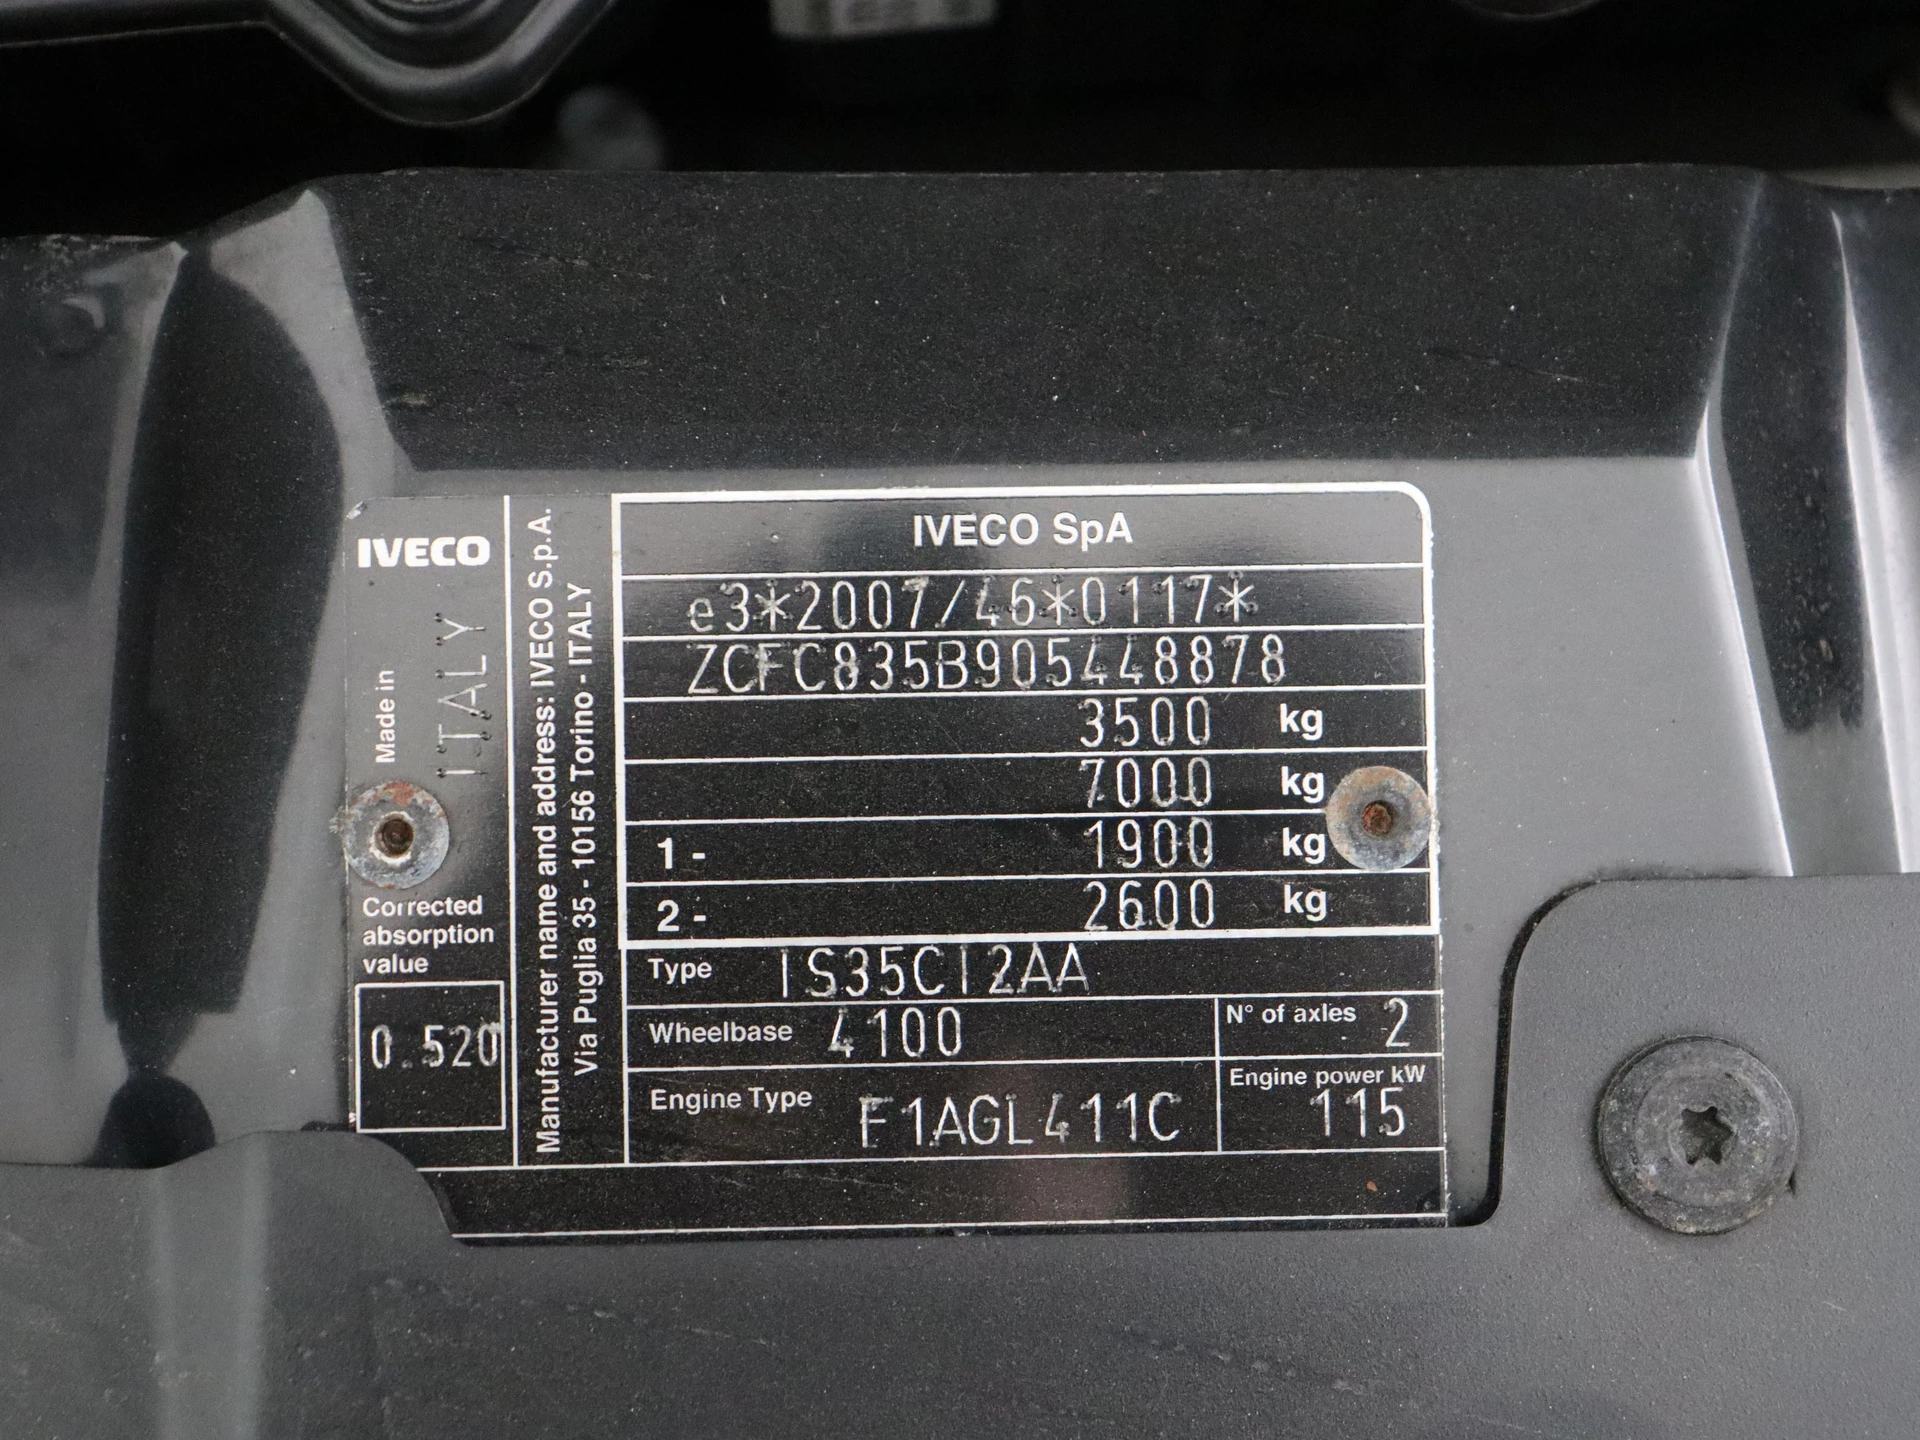 IVECO
Made in
ITALY
Corrected
absorption
value
0.520
Manufacturer name and address: IVECO S.p.A.
Via Puglia 35 - 10156 Torino - ITALY
IVECO SpA
e3*2007/46*0117*
ZCFC835B905448878
3500 kg
7000 kg
1 - 1900 kg
2 - 2600 kg
Type IS35CI2AA
Wheelbase 4100
N° of axles 2
Engine Type F1AGL411C
Engine power kW
115